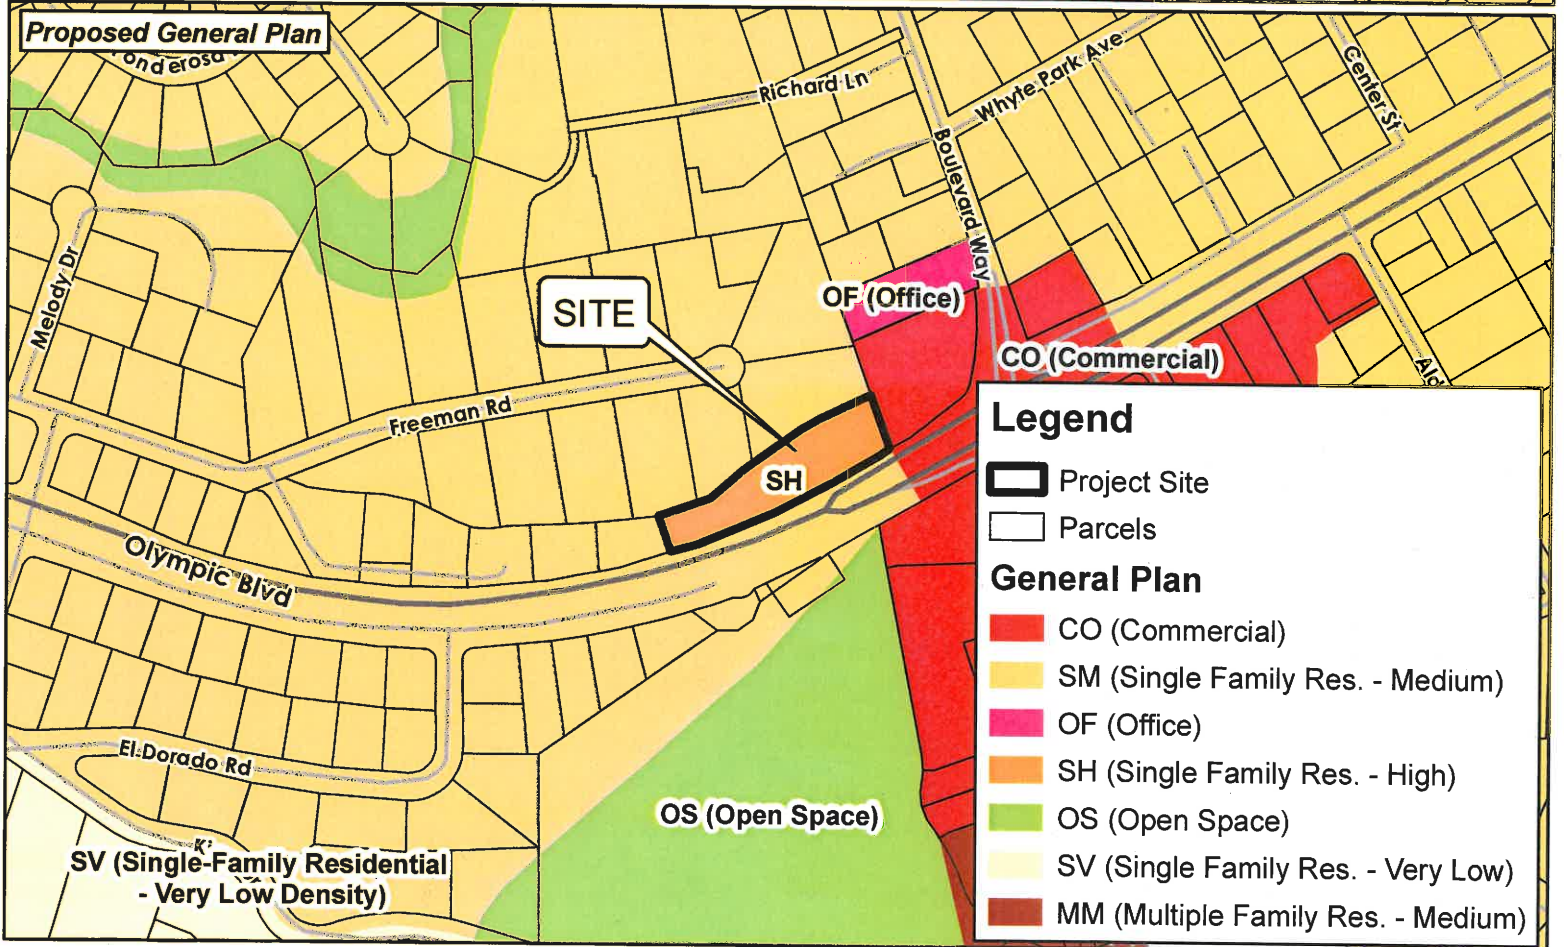 Proposed General Plan
onderosa
Richard Ln
Whyte Park Ave
Center St
Boulevard Way
Melody Dr
OF (Office)
SITE
CO (Commercial)
Freeman Rd
SH
Olympic Blvd
El Dorado Rd
OS (Open Space)
SV (Single-Family Residential
- Very Low Density)
Legend
Project Site
Parcels
General Plan
CO (Commercial)
SM (Single Family Res. - Medium)
OF (Office)
SH (Single Family Res. - High)
OS (Open Space)
SV (Single Family Res. - Very Low)
MM (Multiple Family Res. - Medium)